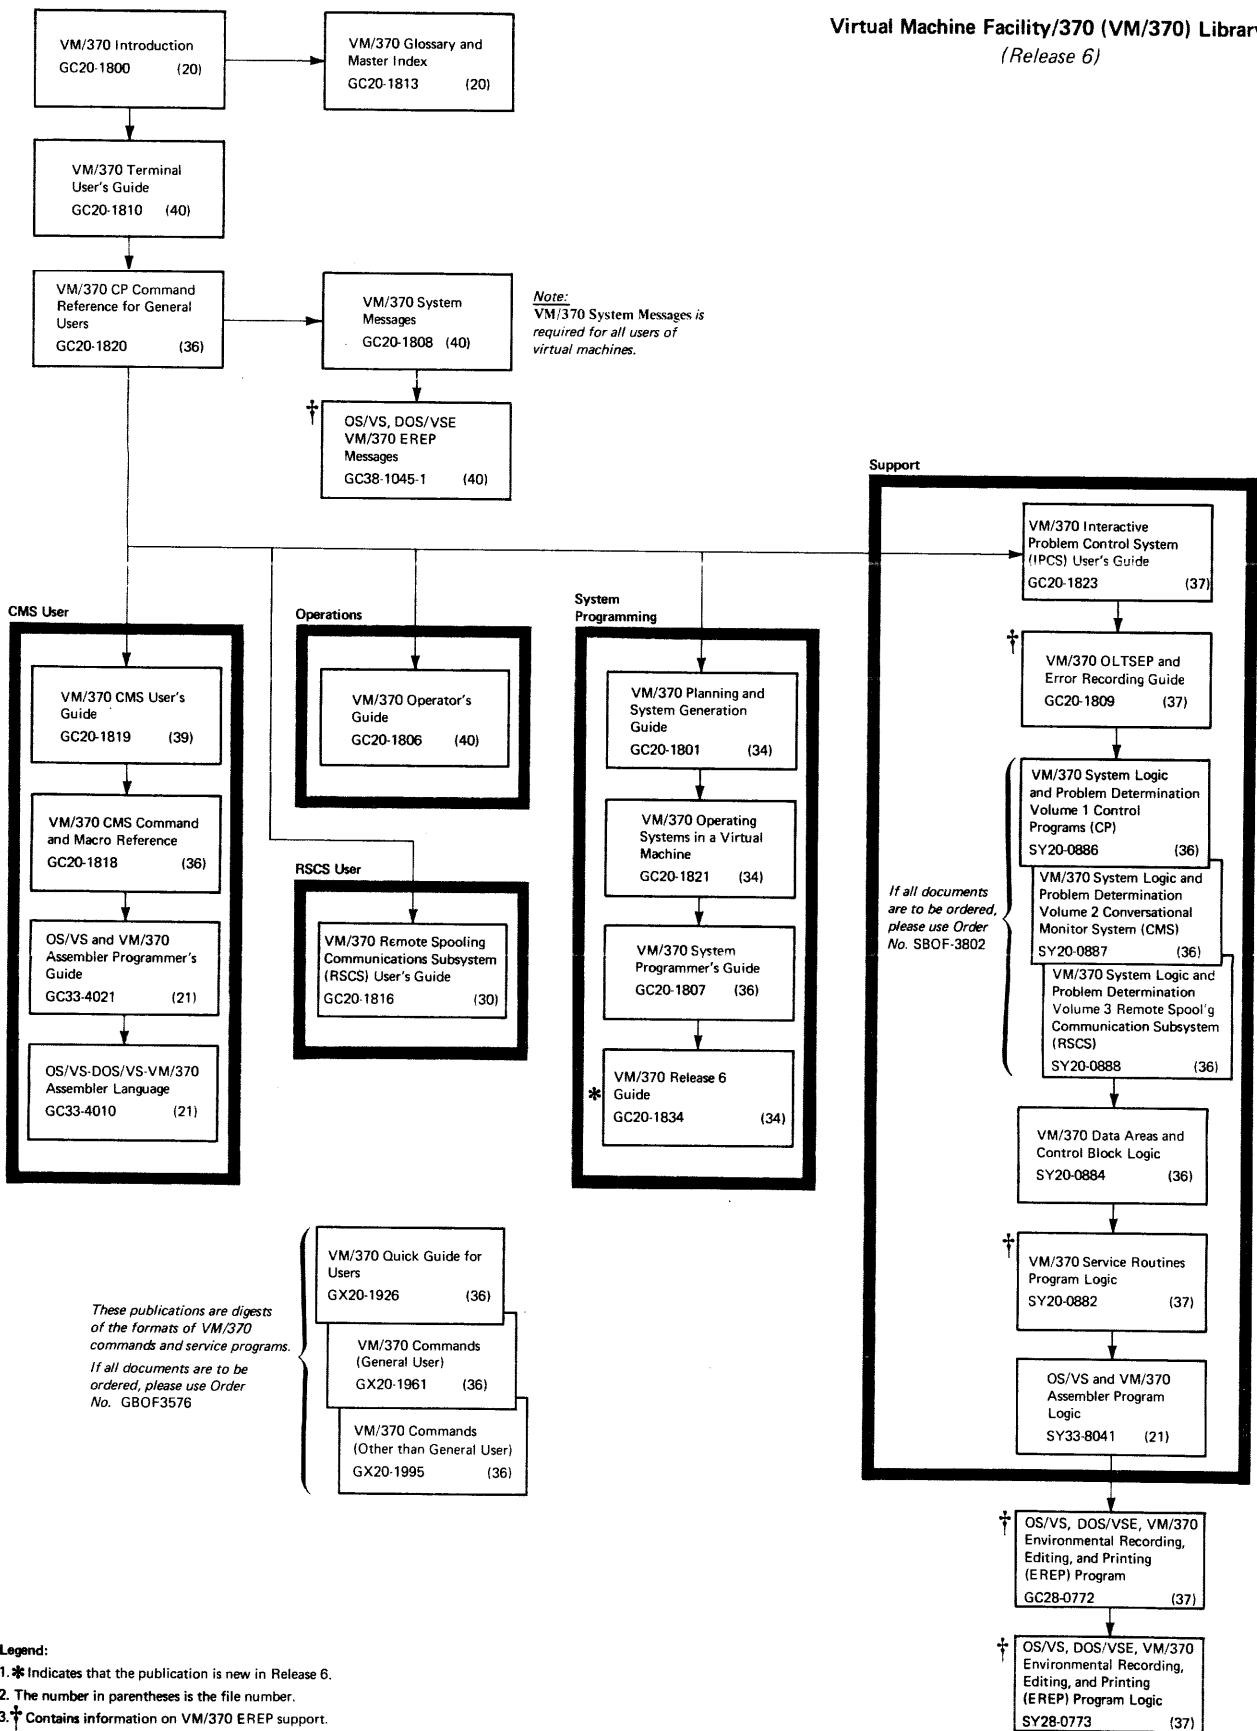 Virtual Machine Facility/370 (VM/370) Library
(Release 6)
VM/370 Introduction
GC20-1800 (20)
VM/370 Glossary and
Master Index
GC20-1813 (20)
VM/370 Terminal
User's Guide
GC20-1810 (40)
VM/370 CP Command
Reference for General
Users
GC20-1820 (36)
VM/370 System
Messages
GC20-1808 (40)
Note:
VM/370 System Messages is
required for all users of
virtual machines.
†
OS/VS, DOS/VSE
VM/370 EREP
Messages
GC38-1045-1 (40)
CMS User
VM/370 CMS User's
Guide
GC20-1819 (39)
VM/370 CMS Command
and Macro Reference
GC20-1818 (36)
OS/VS and VM/370
Assembler Programmer's
Guide
GC33-4021 (21)
OS/VS-DOS/VS-VM/370
Assembler Language
GC33-4010 (21)
Operations
VM/370 Operator's
Guide
GC20-1806 (40)
RSCS User
VM/370 Remote Spooling
Communications Subsystem
(RSCS) User's Guide
GC20-1816 (30)
System
Programming
VM/370 Planning and
System Generation
Guide
GC20-1801 (34)
VM/370 Operating
Systems in a Virtual
Machine
GC20-1821 (34)
VM/370 System
Programmer's Guide
GC20-1807 (36)
*
VM/370 Release 6
Guide
GC20-1834 (34)
Support
VM/370 Interactive
Problem Control System
(IPCS) User's Guide
GC20-1823 (37)
†
VM/370 OLTSEP and
Error Recording Guide
GC20-1809 (37)
If all documents
are to be ordered,
please use Order
No. SBOF-3802
VM/370 System Logic
and Problem Determination
Volume 1 Control
Programs (CP)
SY20-0886 (36)
VM/370 System Logic and
Problem Determination
Volume 2 Conversational
Monitor System (CMS)
SY20-0887 (36)
VM/370 System Logic and
Problem Determination
Volume 3 Remote Spool'g
Communication Subsystem
(RSCS)
SY20-0888 (36)
VM/370 Data Areas and
Control Block Logic
SY20-0884 (36)
†
VM/370 Service Routines
Program Logic
SY20-0882 (37)
OS/VS and VM/370
Assembler Program
Logic
SY33-8041 (21)
†
OS/VS, DOS/VSE, VM/370
Environmental Recording,
Editing, and Printing
(EREP) Program
GC28-0772 (37)
†
OS/VS, DOS/VSE, VM/370
Environmental Recording,
Editing, and Printing
(EREP) Program Logic
SY28-0773 (37)
These publications are digests
of the formats of VM/370
commands and service programs.
If all documents are to be
ordered, please use Order
No. GBOF3576
VM/370 Quick Guide for
Users
GX20-1926 (36)
VM/370 Commands
(General User)
GX20-1961 (36)
VM/370 Commands
(Other than General User)
GX20-1995 (36)
Legend:
1. * Indicates that the publication is new in Release 6.
2. The number in parentheses is the file number.
3. † Contains information on VM/370 EREP support.